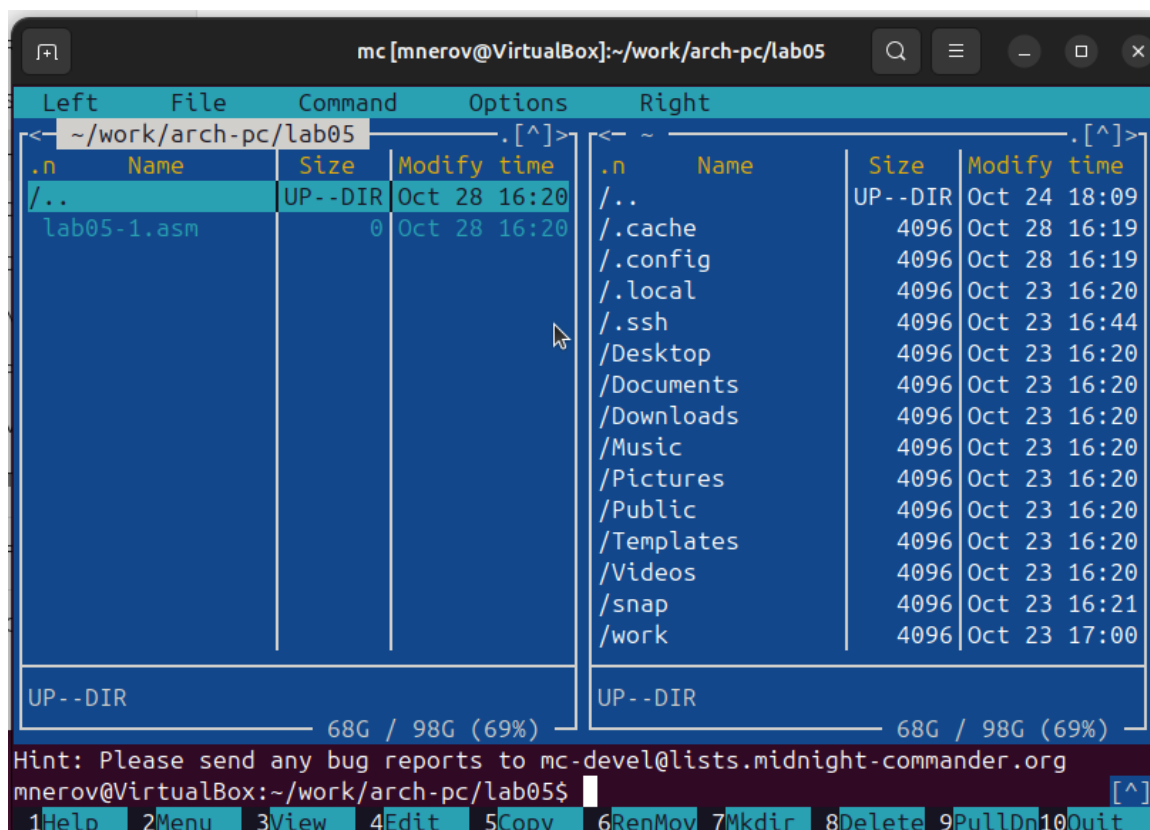 mc [mnerov@VirtualBox]:~/work/arch-pc/lab05
Left File Command Options Right
<- ~/work/arch-pc/lab05 .[^]>
.n Name Size Modify time
/.. UP--DIR Oct 28 16:20
lab05-1.asm 0 Oct 28 16:20
UP--DIR
68G / 98G (69%)
<- ~ .[^]>
.n Name Size Modify time
/.. UP--DIR Oct 24 18:09
/.cache 4096 Oct 28 16:19
/.config 4096 Oct 28 16:19
/.local 4096 Oct 23 16:20
/.ssh 4096 Oct 23 16:44
/Desktop 4096 Oct 23 16:20
/Documents 4096 Oct 23 16:20
/Downloads 4096 Oct 23 16:20
/Music 4096 Oct 23 16:20
/Pictures 4096 Oct 23 16:20
/Public 4096 Oct 23 16:20
/Templates 4096 Oct 23 16:20
/Videos 4096 Oct 23 16:20
/snap 4096 Oct 23 16:21
/work 4096 Oct 23 17:00
UP--DIR
68G / 98G (69%)
Hint: Please send any bug reports to mc-devel@lists.midnight-commander.org
mnerov@VirtualBox:~/work/arch-pc/lab05$ [^]
1Help 2Menu 3View 4Edit 5Copy 6RenMov 7Mkdir 8Delete 9PullDn 10Quit